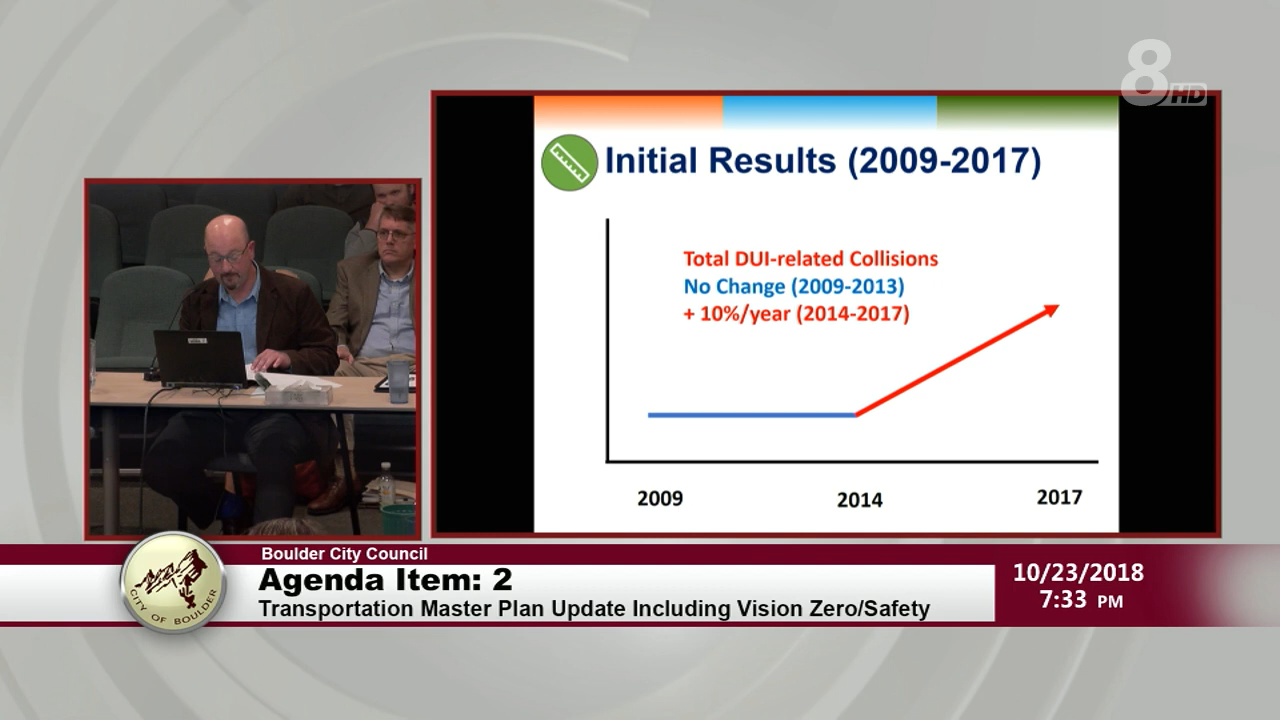 8HD
Initial Results (2009-2017)
Total DUI-related Collisions
No Change (2009-2013)
+ 10%/year (2014-2017)
2009
2014
2017
Boulder City Council
Agenda Item: 2
Transportation Master Plan Update Including Vision Zero/Safety
10/23/2018
7:33 PM
CITY OF BOULDER